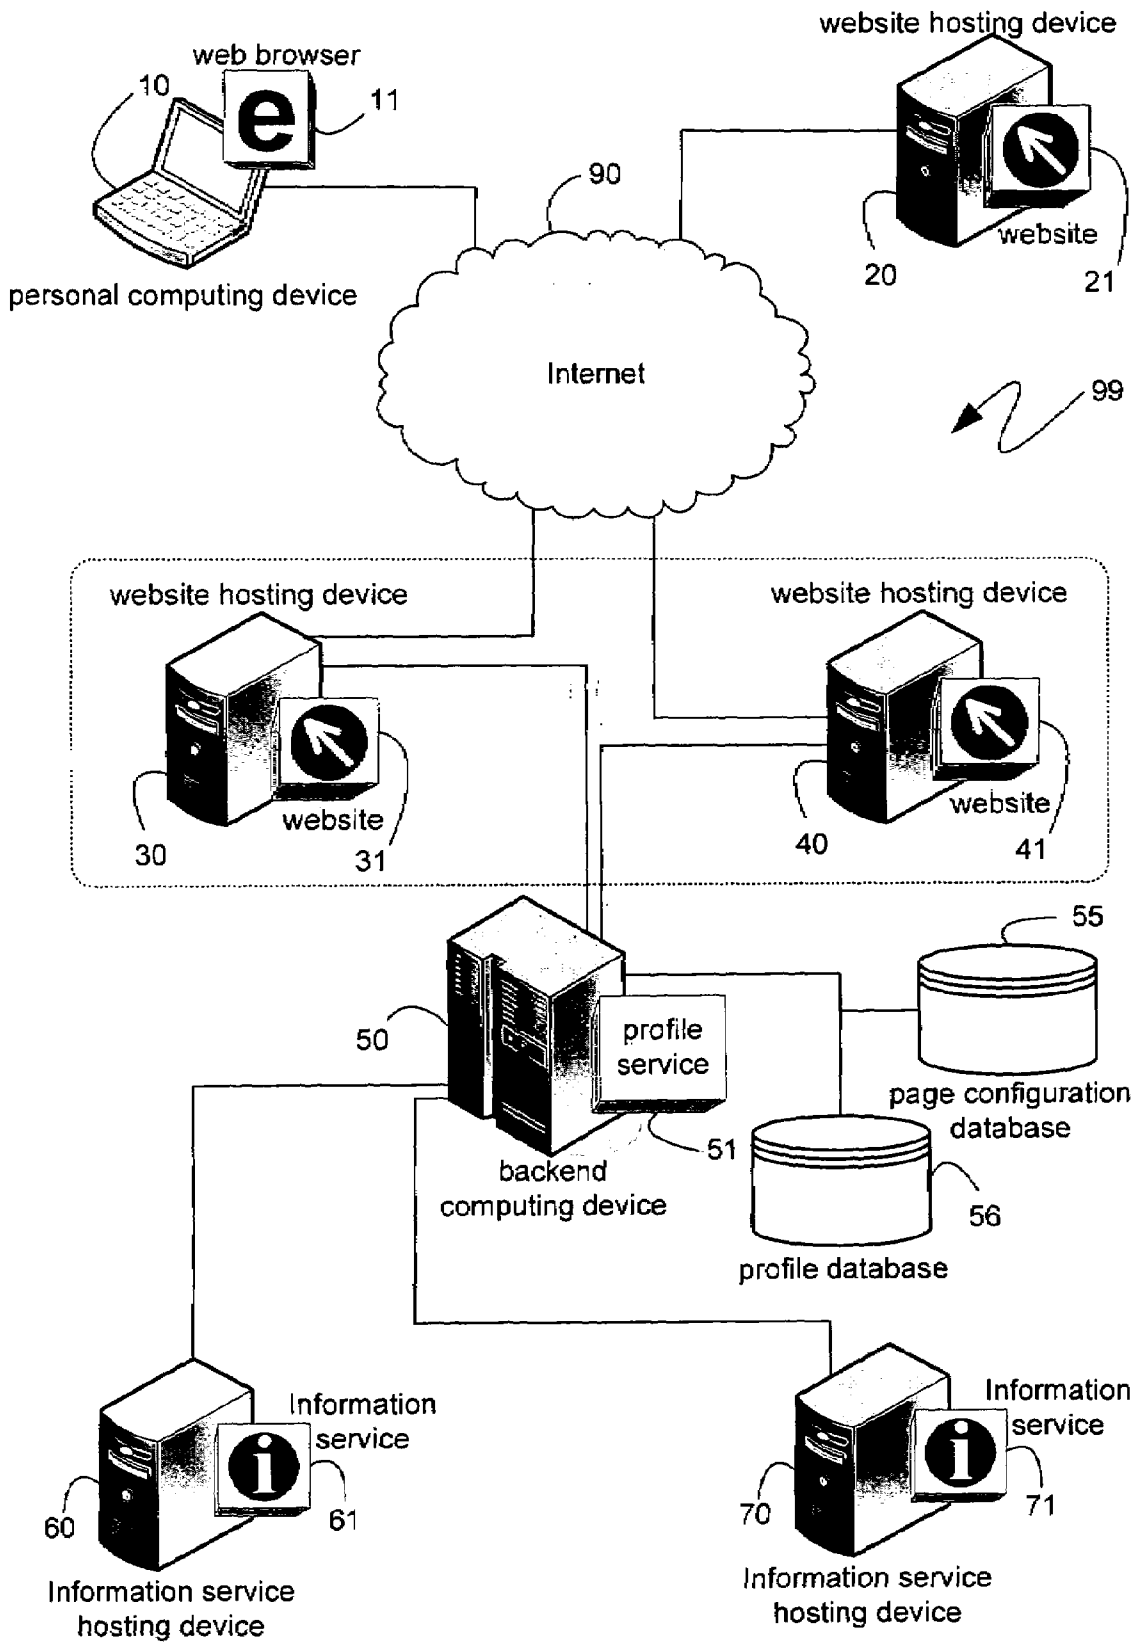 website hosting device
web browser
e
10
11
90
website
20
21
personal computing device
Internet
99
website hosting device
website hosting device
website
30
31
website
40
41
55
50
profile
service
page configuration
database
51
backend
computing device
56
profile database
Information
service
Information
service
i
i
60
61
70
71
Information service
hosting device
Information service
hosting device